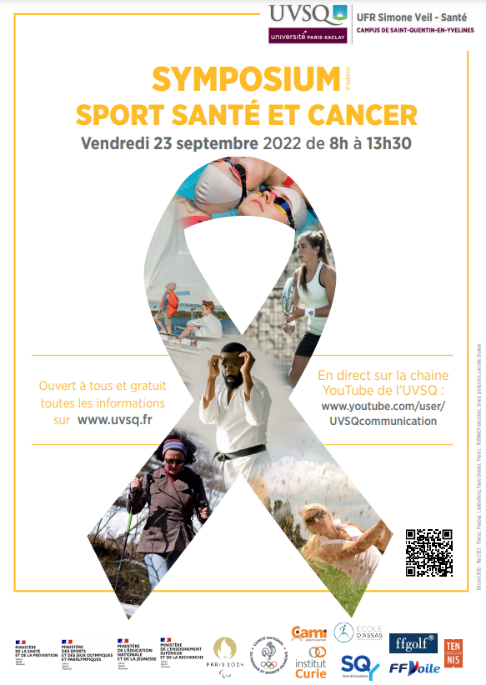 UVSQ
université PARIS-SACLAY
UFR Simone Veil - Santé
CAMPUS DE SAINT-QUENTIN-EN-YVELINES
SYMPOSIUM
SPORT SANTÉ ET CANCER
Vendredi 23 septembre 2022 de 8h à 13h30
Ouvert à tous et gratuit
toutes les informations
sur www.uvsq.fr
En direct sur la chaine
YouTube de l'UVSQ :
www.youtube.com/user/
UVSQcommunication
MINISTÈRE
DE LA SANTÉ
ET DE LA PRÉVENTION
MINISTÈRE
DES SPORTS
ET DES JEUX OLYMPIQUES
ET PARALYMPIQUES
MINISTÈRE
DE L'ÉDUCATION
NATIONALE
ET DE LA JEUNESSE
MINISTÈRE
DE L'ENSEIGNEMENT
SUPÉRIEUR
ET DE LA RECHERCHE
PARIS 2024
Cami
institut
Curie
ÉCOLE
D'ASSAS
SQY
ffgolf
FFVoile
TEN
NIS